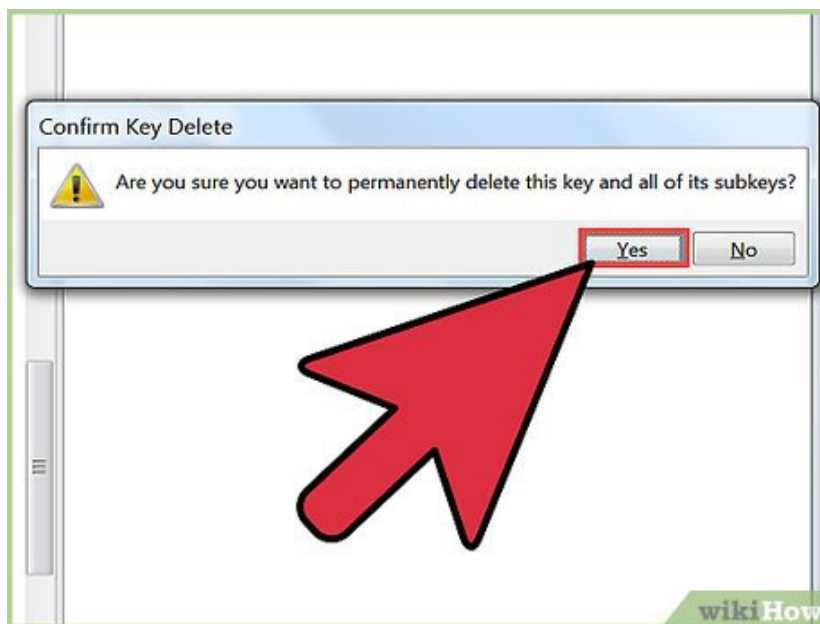 Confirm Key Delete
Are you sure you want to permanently delete this key and all of its subkeys?
Yes No
wikiHow